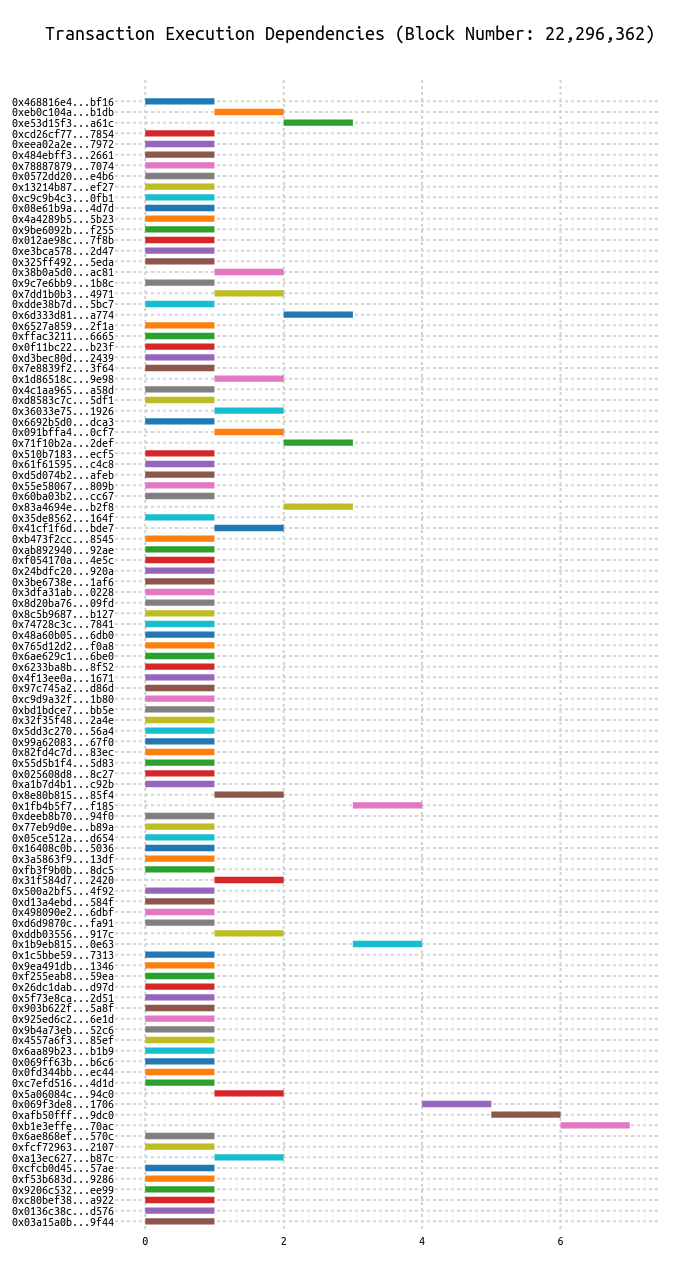 Transaction Execution Dependencies (Block Number: 22,296,362)
0x468816e4...bf16
0xeb0c104a...b1db
0xe53d15f3...a61c
0xcd26cf77...7854
0xeea02a2e...7972
0x484ebff3...2661
0x78887879...7074
0x0572dd20...e4b6
0x13214b87...ef27
0xc9c9b4c3...0fb1
0x08e61b9a...4d7d
0x4a4289b5...5b23
0x9be6092b...f255
0x012ae98c...7f8b
0xe3bca578...2d47
0x325ff492...5eda
0x38b0a5d0...ac81
0x9c7e6bb9...1b8c
0x7dd1b0b3...4971
0xdde38b7d...5bc7
0x6d333d81...a774
0x6527a859...2f1a
0xffac3211...6665
0x0f11bc22...b23f
0xd3bec80d...2439
0x7e8839f2...3f64
0x1d86518c...9e98
0x4c1aa965...a58d
0xd8583c7c...5df1
0x36033e75...1926
0x6692b5d0...dca3
0x091bffa4...0cf7
0x71f10b2a...2def
0x510b7183...ecf5
0x61f61595...c4c8
0xd5d074b2...afeb
0x55e58067...809b
0x60ba03b2...cc67
0x83a4694e...b2f8
0x35de8562...164f
0x41cf1f6d...bde7
0xb473f2cc...8545
0xab892940...92ae
0xf054170a...4e5c
0x24bdfc20...920a
0x3be6738e...1af6
0x3dfa31ab...0228
0x8d20ba76...09fd
0x8c5b9687...b127
0x74728c3c...7841
0x48a60b05...6db0
0x765d12d2...f0a8
0x6ae629c1...6be0
0x6233ba8b...8f52
0x4f13ee0a...1671
0x97c745a2...d86d
0xc9d9a32f...1b80
0xbd1bdce7...bb5e
0x32f35f48...2a4e
0x5dd3c270...56a4
0x99a62083...67f0
0x82fd4c7d...83ec
0x55d5b1f4...5d83
0x025608d8...8c27
0xa1b7d4b1...c92b
0x8e80b815...85f4
0x1fb4b5f7...f185
0xdeeb8b70...94f0
0x77eb9d0e...b89a
0x05ce512a...d654
0x16408c0b...5036
0x3a5863f9...13df
0xfb3f9b0b...8dc5
0x31f584d7...2420
0x500a2bf5...4f92
0xd13a4ebd...584f
0x498090e2...6dbf
0xd6d9870c...fa91
0xddb03556...917c
0x1b9eb815...0e63
0x1c5bbe59...7313
0x9ea491db...1346
0xf255eab8...59ea
0x26dc1dab...d97d
0x5f73e8ca...2d51
0x903b622f...5a8f
0x925ed6c2...6e1d
0x9b4a73eb...52c6
0x4557a6f3...85ef
0x6aa89b23...b1b9
0x069ff63b...b6c6
0x0fd344bb...ec44
0xc7efd516...4d1d
0x5a06084c...94c0
0x069f3de8...1706
0xafb50fff...9dc0
0xb1e3effe...70ac
0x6ae868ef...570c
0xfcf72963...2107
0xa13ec627...b87c
0xcfcb0d45...57ae
0xf53b683d...9286
0x9206c532...ee99
0xc80bef38...a922
0x0136c38c...d576
0x03a15a0b...9f44
0 2 4 6